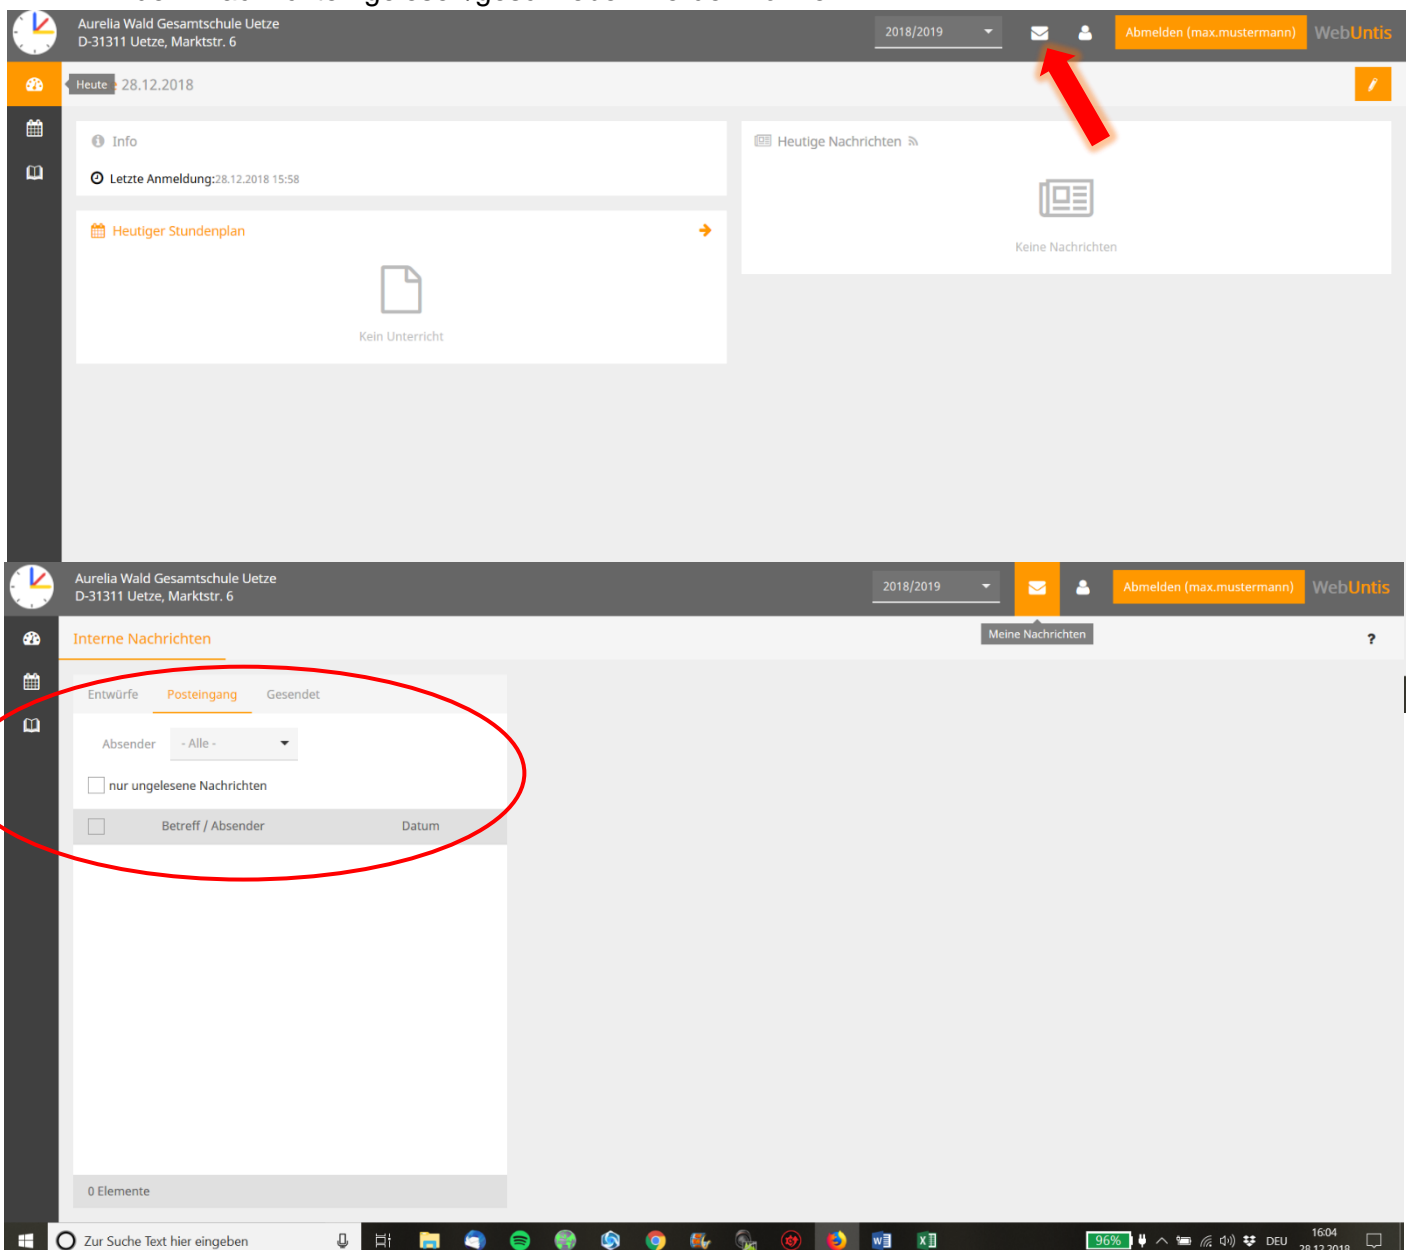 Aurelia Wald Gesamtschule Uetze
D-31311 Uetze, Marktstr. 6
2018/2019
Abmelden (max.mustermann)
WebUntis
Heute 28.12.2018
Info
Letzte Anmeldung:28.12.2018 15:58
Heutige Nachrichten
Keine Nachrichten
Heutiger Stundenplan
Kein Unterricht
Aurelia Wald Gesamtschule Uetze
D-31311 Uetze, Marktstr. 6
2018/2019
Abmelden (max.mustermann)
WebUntis
Interne Nachrichten
Meine Nachrichten
?
Entwürfe Posteingang Gesendet
Absender - Alle -
nur ungelesene Nachrichten
Betreff / Absender Datum
0 Elemente
Zur Suche Text hier eingeben
96%
DEU
16:04
28.12.2018